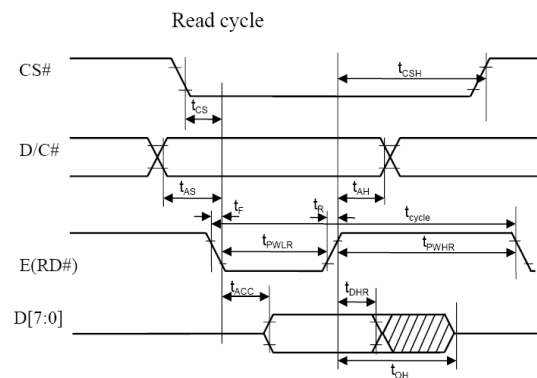 Read cycle
CS#
tCSH
tCS
D/C#
tAS
tAH
tF
tR
tcycle
E(RD#)
tPWLR
tPWHR
tACC
tDHR
D[7:0]
tOH